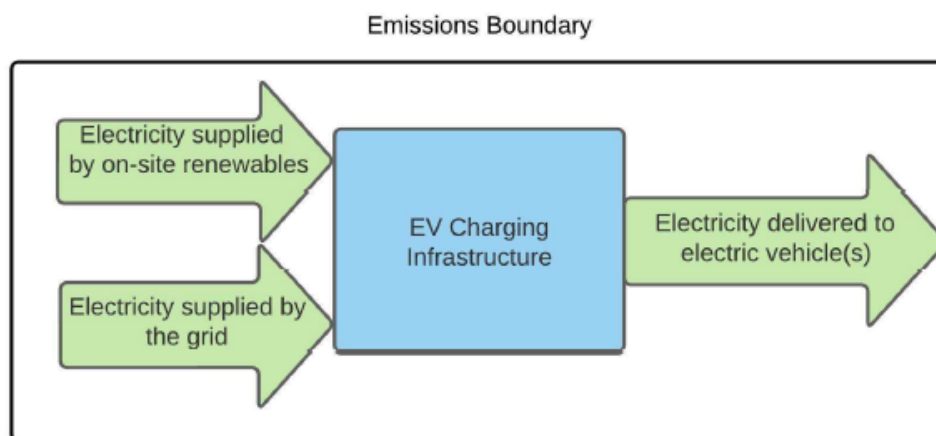 Emissions Boundary
Electricity supplied
by on-site renewables
EV Charging
Infrastructure
Electricity delivered to
electric vehicle(s)
Electricity supplied by
the grid